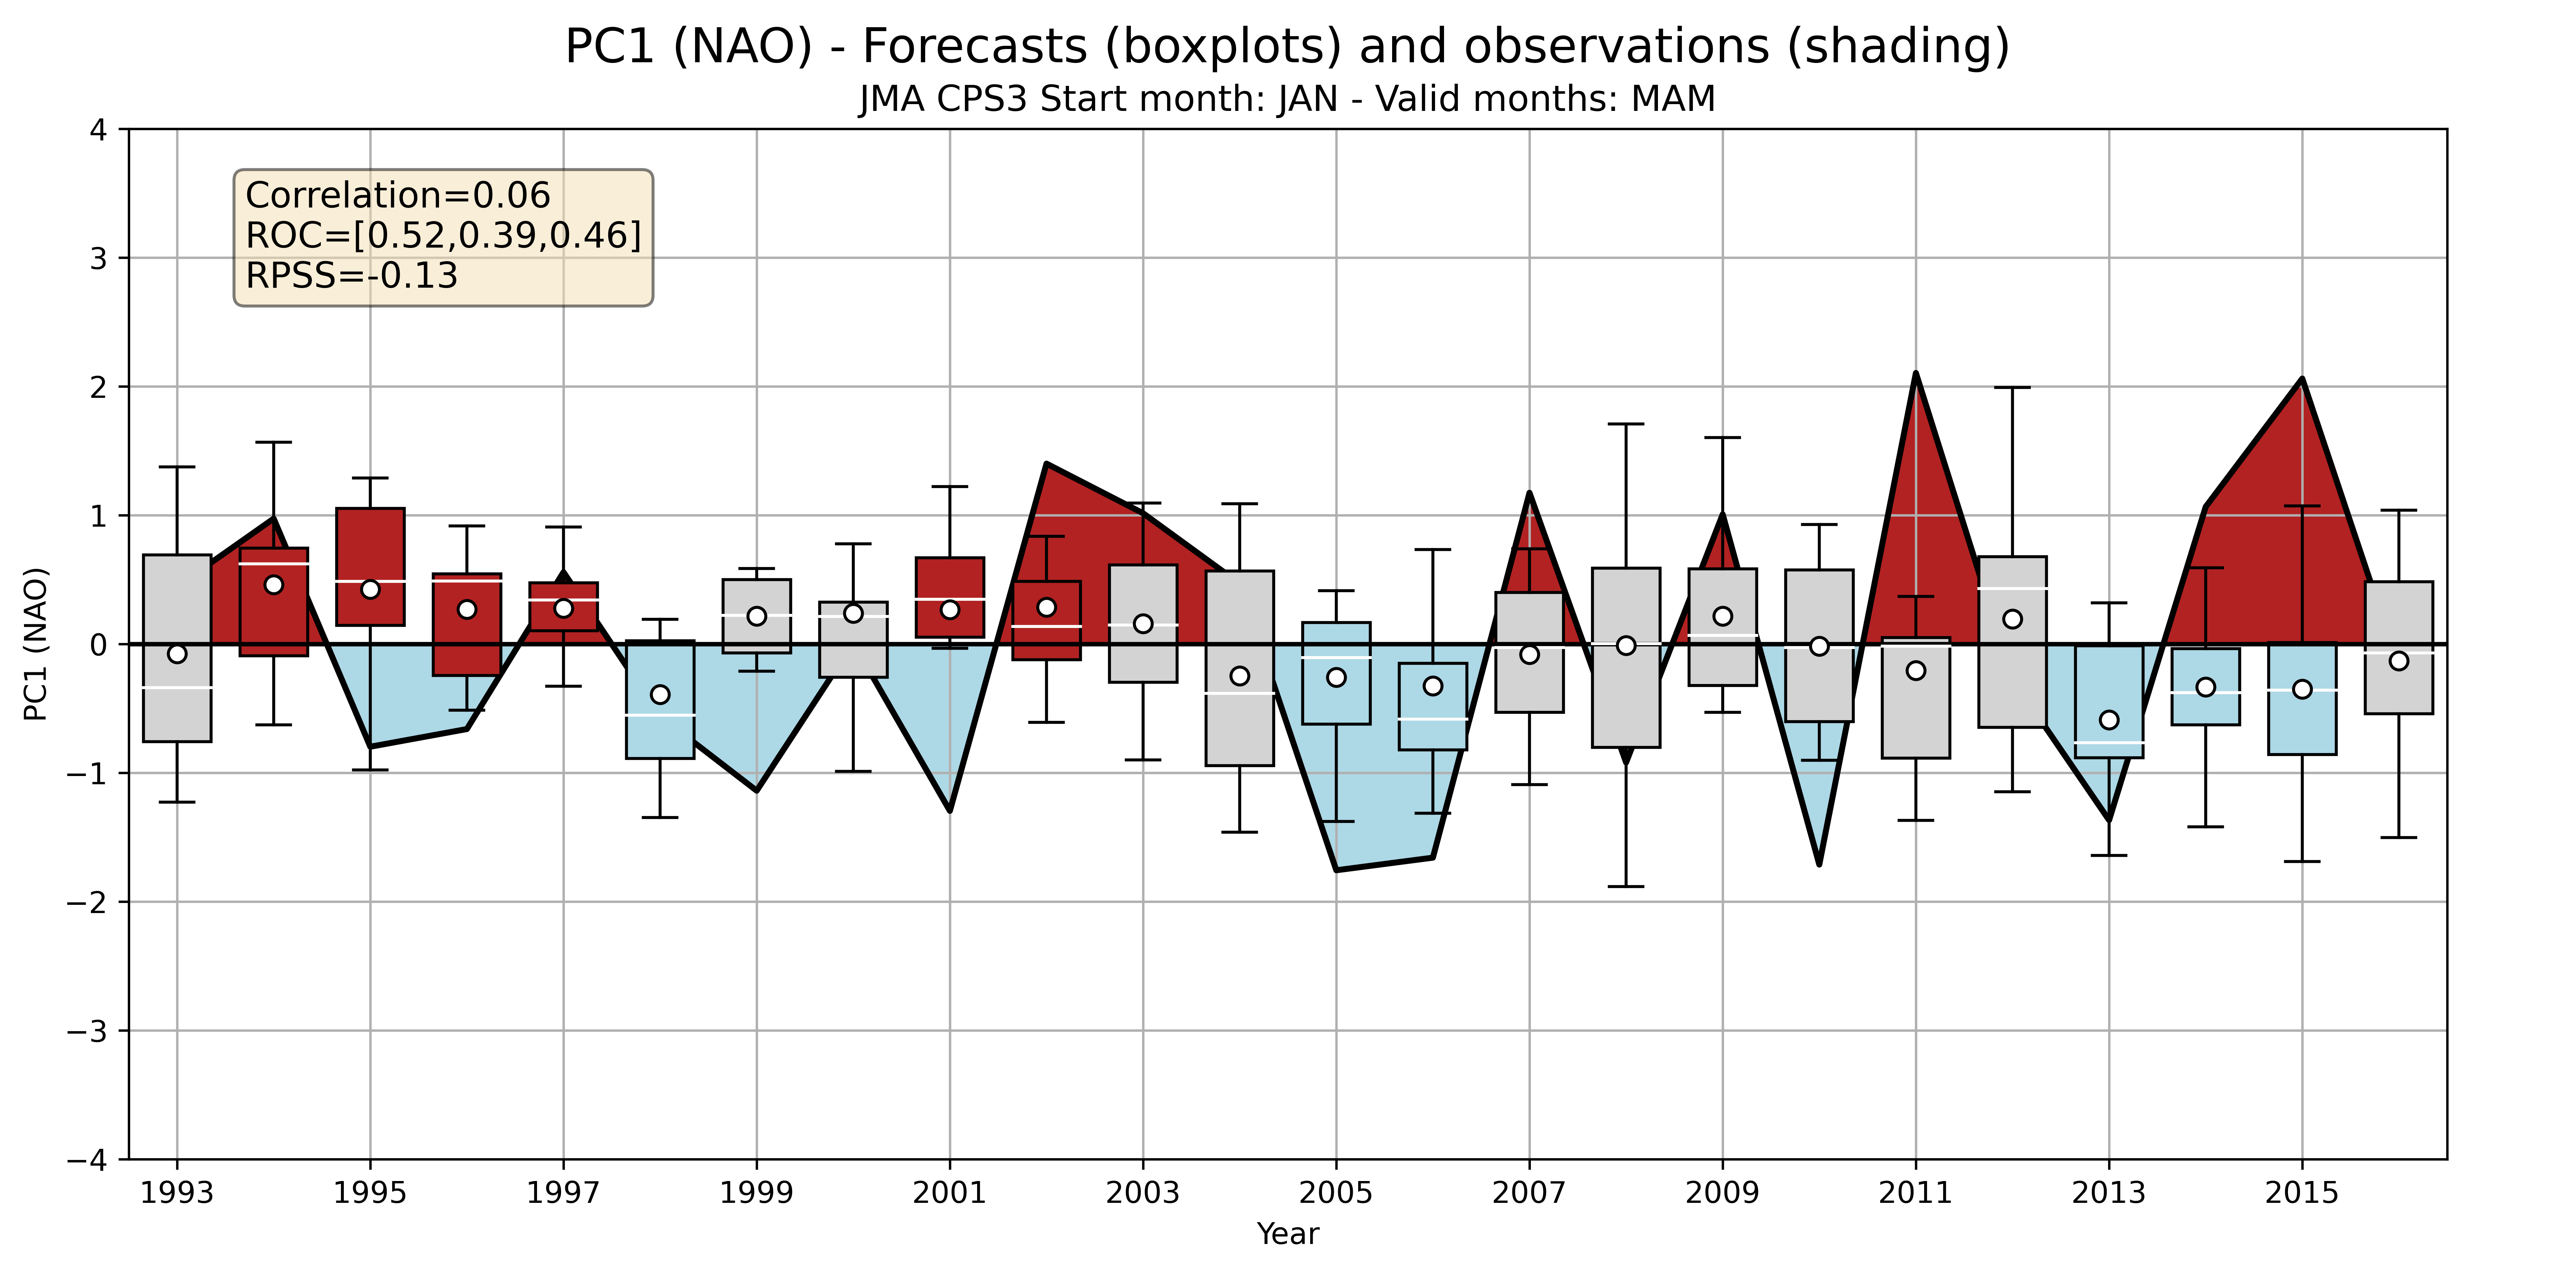 PC1 (NAO) - Forecasts (boxplots) and observations (shading)
JMA CPS3 Start month: JAN - Valid months: MAM
Correlation=0.06
ROC=[0.52,0.39,0.46]
RPSS=-0.13
PC1 (NAO)
4
3
2
1
0
−1
−2
−3
−4
1993 1995 1997 1999 2001 2003 2005 2007 2009 2011 2013 2015
Year